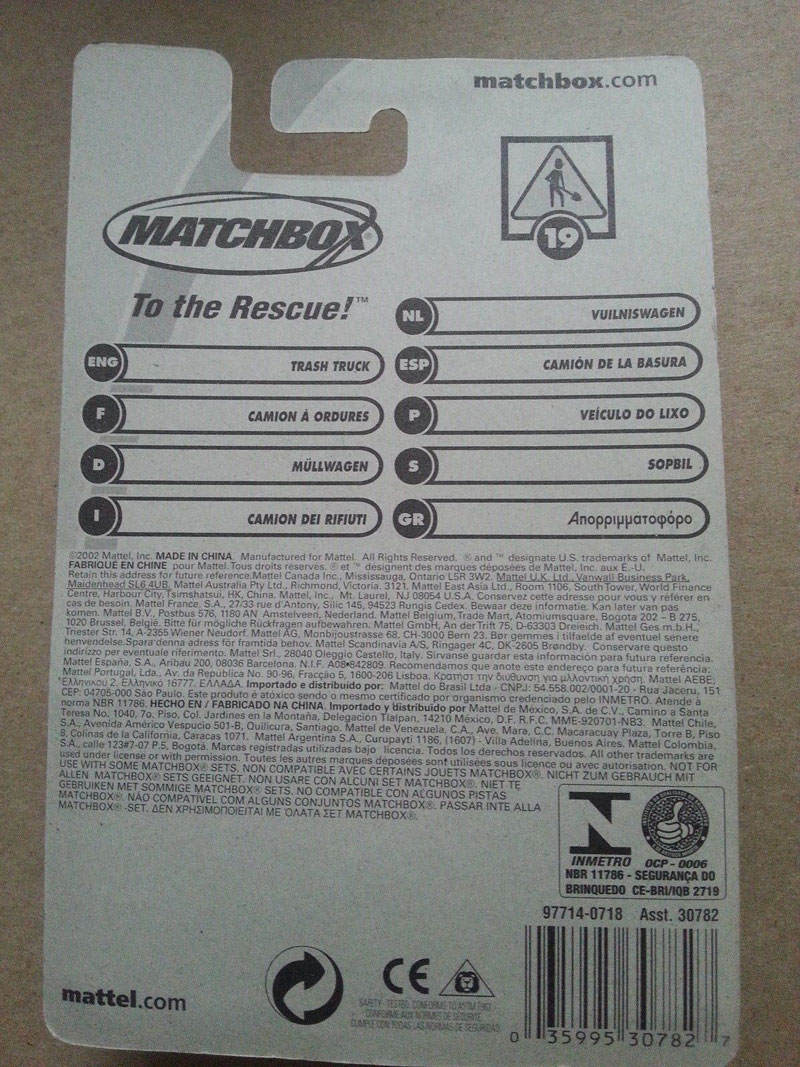 matchbox.com
19
MATCHBOX®
To the Rescue!™
NL VUILNISWAGEN
ENG TRASH TRUCK
ESP CAMIÓN DE LA BASURA
F CAMION À ORDURES
P VEÍCULO DO LIXO
D MÜLLWAGEN
S SOPBIL
I CAMION DEI RIFIUTI
GR Απορριμματοφόρο
©2002 Mattel, Inc. MADE IN CHINA. Manufactured for Mattel. All Rights Reserved. ® and ™ designate U.S. trademarks of Mattel, Inc.
FABRIQUÉ EN CHINE pour Mattel. Tous droits réservés. ® et ™ désignent des marques déposées de Mattel, Inc. aux É.-U.
Retain this address for future reference.Mattel Canada Inc., Mississauga, Ontario L5R 3W2. Mattel U.K. Ltd., Vanwall Business Park,
Maidenhead SL6 4UB. Mattel Australia Pty Ltd., Richmond, Victoria. 3121. Mattel East Asia Ltd., Room 1106, South Tower, World Finance
Centre, Harbour City, Tsimshatsui, HK, China. Mattel, Inc., Mt. Laurel, NJ 08054 U.S.A. Conservez cette adresse pour vous y référer en
cas de besoin. Mattel France. S.A., 27-33 rue d'Antony, Silic 145, 94523 Rungis Cedex. Bewaar deze informatie. Kan later van pas
komen. Mattel B.V., Postbus 576, 1180 AN Amstelveen, Nederland. Mattel Belgium, Trade Mart, Atomiumsquare, Bogota 202 – B 275,
1020 Brussel, België. Bitte für mögliche Rückfragen aufbewahren. Mattel GmbH, An der Trift 75, D-63303 Dreieich. Mattel Ges.m.b.H.,
Triester Str. 14, A-2355 Wiener Neudorf. Mattel AG, Monbijoustrasse 68, CH-3000 Bern 23. Bør gemmes i tilfælde af eventuel senere
henvendelse.Spara denna adress för framtida behov. Mattel Scandinavia A/S, Ringager 4C, DK-2605 Brøndby. Conservare questo
indirizzo per eventuale riferimento. Mattel Srl., 28040 Oleggio Castello, Italy. Sírvanse guardar esta información para futura referencia.
Mattel España, S.A., Aribau 200, 08036 Barcelona. N.I.F. A08•842809. Recomendamos que anote este endereço para futura referência:
Mattel Portugal, Lda., Av. da Republica No. 90-96, Fracção 5, 1600-206 Lisboa. Κρατήστ την διύθυνση για μλλοντική χρήση. Mattel AEBE,
Ελληνικού 2, Ελληνικό 16777, ΕΛΛΑΔΑ. Importado e distribuído por: Mattel do Brasil Ltda - CNPJ: 54.558.002/0001-20 - Rua Jaceru, 151
CEP: 04705-000 São Paulo. Este produto é atóxico sendo o mesmo certificado por organismo credenciado pelo INMETRO. Atende à
norma NBR 11786. HECHO EN / FABRICADO NA CHINA. Importado y distribuido por Mattel de México, S.A. de C.V., Camino a Santa
Teresa No. 1040, 7o. Piso, Col. Jardines en la Montaña, Delegación Tlalpan, 14210 México, D.F. R.F.C. MME-920701-NB3. Mattel Chile,
S.A., Avenida Américo Vespucio 501-B, Quilicura, Santiago. Mattel de Venezuela, C.A., Ave. Mara, C.C. Macaracuay Plaza, Torre B, Piso
8, Colinas de la California, Caracas 1071. Mattel Argentina S.A., Curupaytí 1186, (1607) - Villa Adelina, Buenos Aires. Mattel Colombia,
S.A., calle 123#7-07 P.5, Bogotá. Marcas registradas utilizadas bajo licencia. Todos los derechos reservados. All other trademarks are
used under license or with permission. Toutes les autres marques déposées sont utilisées sous licence ou avec autorisation. NOT FOR
USE WITH SOME MATCHBOX® SETS. NON COMPATIBLE AVEC CERTAINS JOUETS MATCHBOX®. NICHT ZUM GEBRAUCH MIT
ALLEN MATCHBOX® SETS GEEIGNET. NON USARE CON ALCUNI SET MATCHBOX®. NIET TE
GEBRUIKEN MET SOMMIGE MATCHBOX® SETS. NO COMPATIBLE CON ALGUNOS PISTAS
MATCHBOX®. NÃO COMPATIVEL COM ALGUNS CONJUNTOS MATCHBOX®. PASSAR INTE ALLA
MATCHBOX® -SET. ΔΕΝ ΧΡΗΣΙΜΟΠΟΙΕΙΤΑΙ ΜΕ ΟΛΑΤΑ ΣΕΤ MATCHBOX®.
INMETRO OCP - 0006
NBR 11786 - SEGURANÇA DO
BRINQUEDO CE-BRI/IQB 2719
97714-0718 Asst. 30782
mattel.com
CE
SAFETY - TESTED. CONFORMS TO ASTM F963
CONFORME AUX NORMES DE SÉCURITÉ.
CUMPLE CON TODAS LAS NORMAS DE SEGURIDAD.
0 35995 30782 7